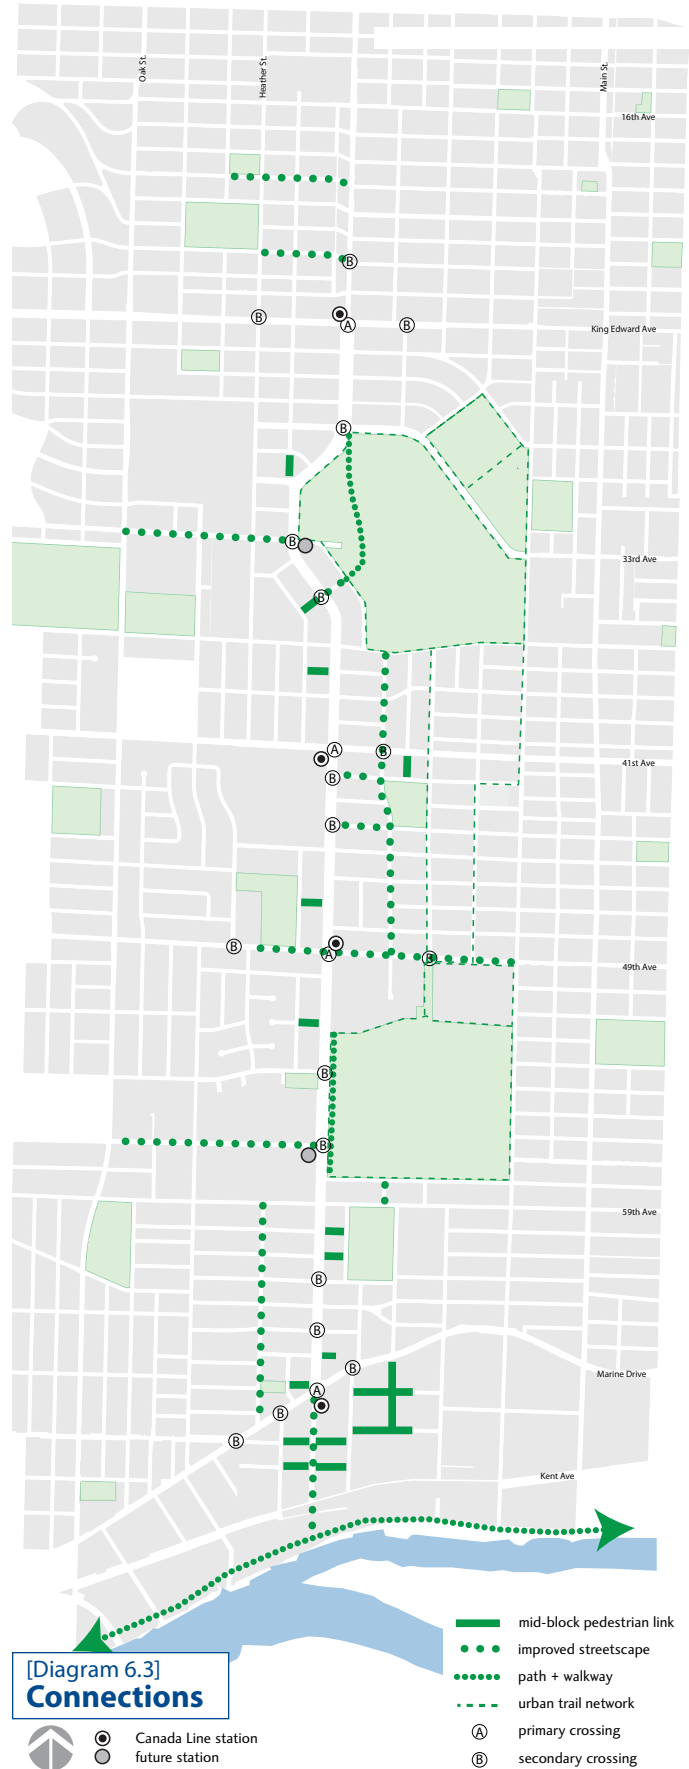 Oak St.
Heather St.
Main St.
16th Ave
B
B
A
B
King Edward Ave
B
B
33rd Ave
B
A
B
B
41st Ave
B
B
A
B
49th Ave
B
B
59th Ave
B
B
B
Marine Drive
A
B
B
Kent Ave
[Diagram 6.3]
Connections
Canada Line station
future station
mid-block pedestrian link
improved streetscape
path + walkway
urban trail network
A primary crossing
B secondary crossing